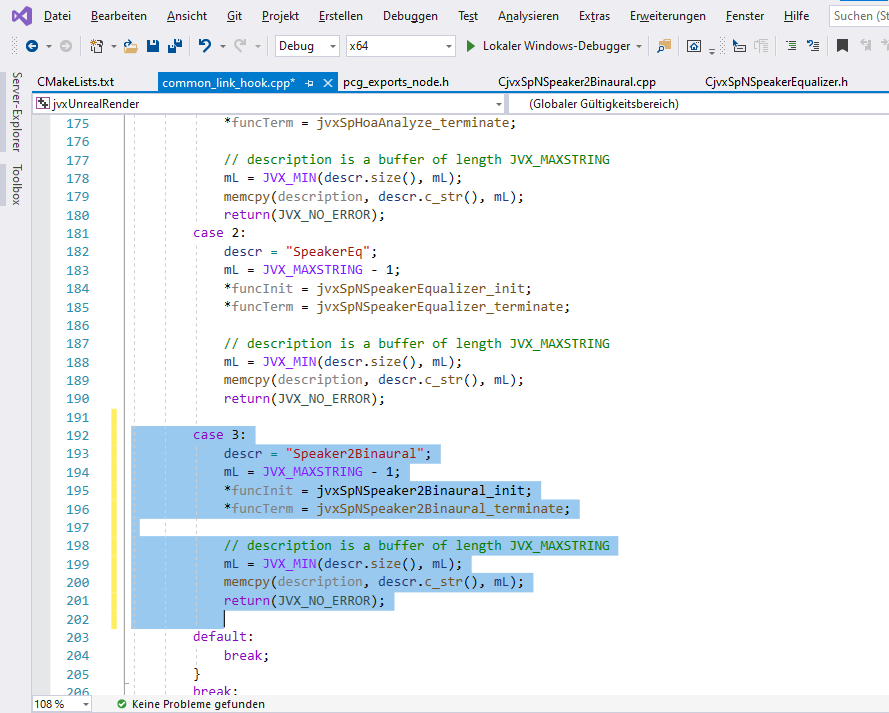 Datei Bearbeiten Ansicht Git Projekt Erstellen Debuggen Test Analysieren Extras Erweiterungen Fenster Hilfe Suchen (St
Debug x64 Lokaler Windows-Debugger
CMakeLists.txt common_link_hook.cpp* pcg_exports_node.h CjvxSpNSpeaker2Binaural.cpp CjvxSpNSpeakerEqualizer.h
jvxUnrealRender (Globaler Gültigkeitsbereich)
Server-Explorer
Toolbox
175 *funcTerm = jvxSpHoaAnalyze_terminate;
176
177 // description is a buffer of length JVX_MAXSTRING
178 mL = JVX_MIN(descr.size(), mL);
179 memcpy(description, descr.c_str(), mL);
180 return(JVX_NO_ERROR);
181 case 2:
182 descr = "SpeakerEq";
183 mL = JVX_MAXSTRING - 1;
184 *funcInit = jvxSpNSpeakerEqualizer_init;
185 *funcTerm = jvxSpNSpeakerEqualizer_terminate;
186
187 // description is a buffer of length JVX_MAXSTRING
188 mL = JVX_MIN(descr.size(), mL);
189 memcpy(description, descr.c_str(), mL);
190 return(JVX_NO_ERROR);
191
192 case 3:
193 descr = "Speaker2Binaural";
194 mL = JVX_MAXSTRING - 1;
195 *funcInit = jvxSpNSpeaker2Binaural_init;
196 *funcTerm = jvxSpNSpeaker2Binaural_terminate;
197
198 // description is a buffer of length JVX_MAXSTRING
199 mL = JVX_MIN(descr.size(), mL);
200 memcpy(description, descr.c_str(), mL);
201 return(JVX_NO_ERROR);
202
203 default:
204 break;
205 }
206 break;
108 % Keine Probleme gefunden